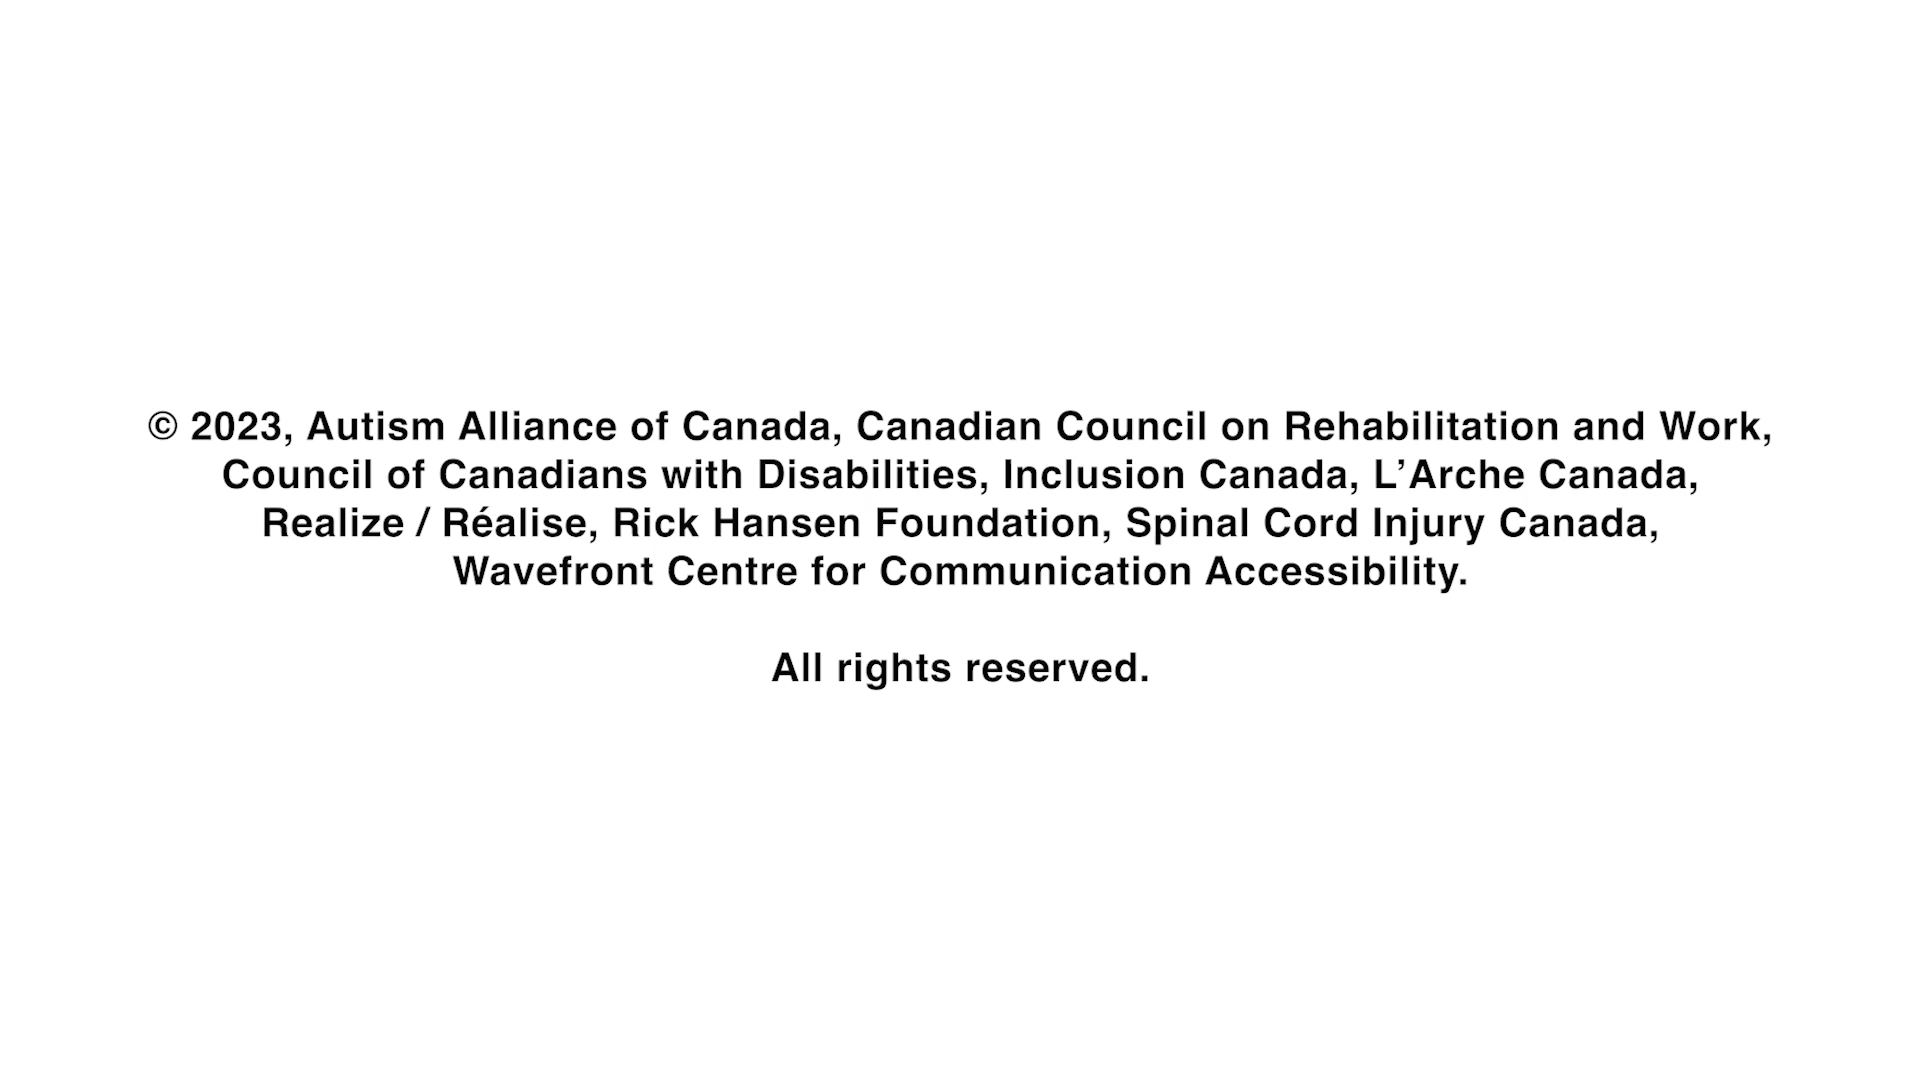 © 2023, Autism Alliance of Canada, Canadian Council on Rehabilitation and Work,
Council of Canadians with Disabilities, Inclusion Canada, L’Arche Canada,
Realize / Réalise, Rick Hansen Foundation, Spinal Cord Injury Canada,
Wavefront Centre for Communication Accessibility.
All rights reserved.